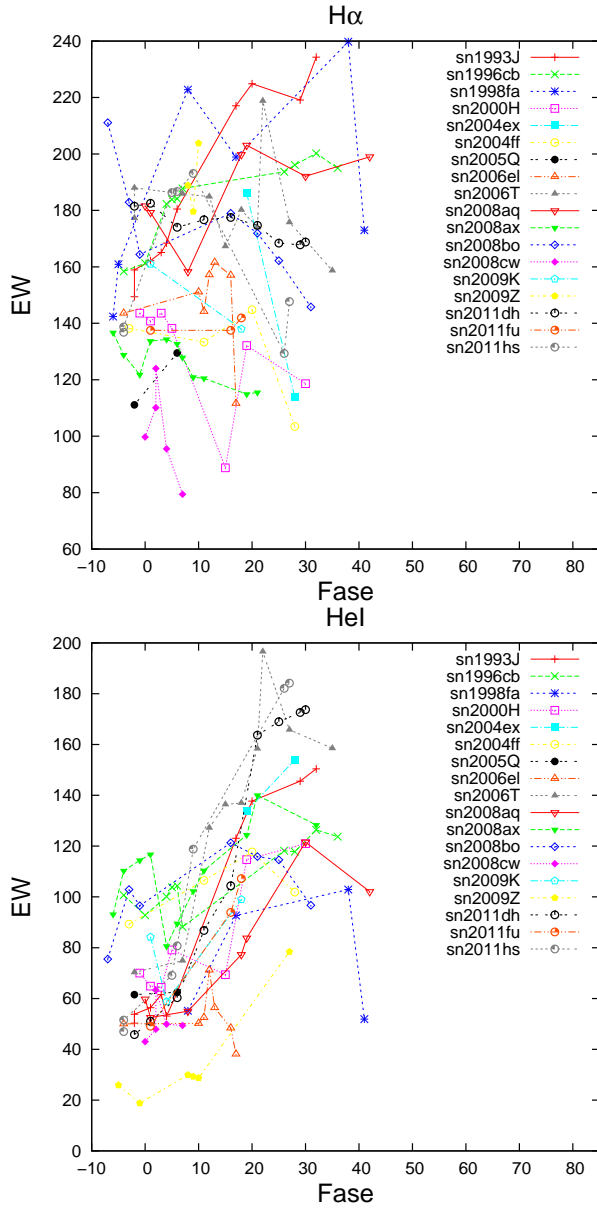 Hα
240
220
200
180
160
140
120
100
80
60
EW
-10 0 10 20 30 40 50 60 70 80
Fase
sn1993J
sn1996cb
sn1998fa
sn2000H
sn2004ex
sn2004ff
sn2005Q
sn2006el
sn2006T
sn2008aq
sn2008ax
sn2008bo
sn2008cw
sn2009K
sn2009Z
sn2011dh
sn2011fu
sn2011hs
HeI
200
180
160
140
120
100
80
60
40
20
0
EW
-10 0 10 20 30 40 50 60 70 80
Fase
sn1993J
sn1996cb
sn1998fa
sn2000H
sn2004ex
sn2004ff
sn2005Q
sn2006el
sn2006T
sn2008aq
sn2008ax
sn2008bo
sn2008cw
sn2009K
sn2009Z
sn2011dh
sn2011fu
sn2011hs